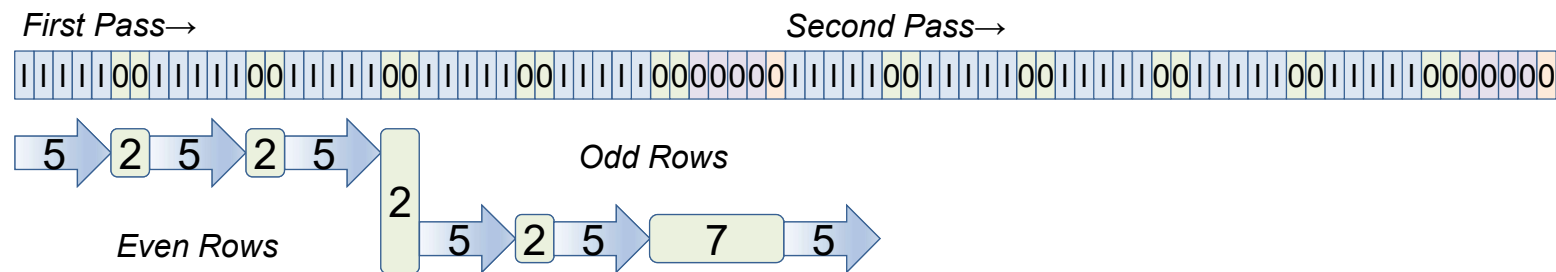 First Pass→ Second Pass→
IIIII00IIIII00IIIII00IIIII00IIIII0000000IIIII00IIIII00IIIII00IIIII00IIIII0000000
5 2 5 2 5
Odd Rows
2
Even Rows
5 2 5 7 5